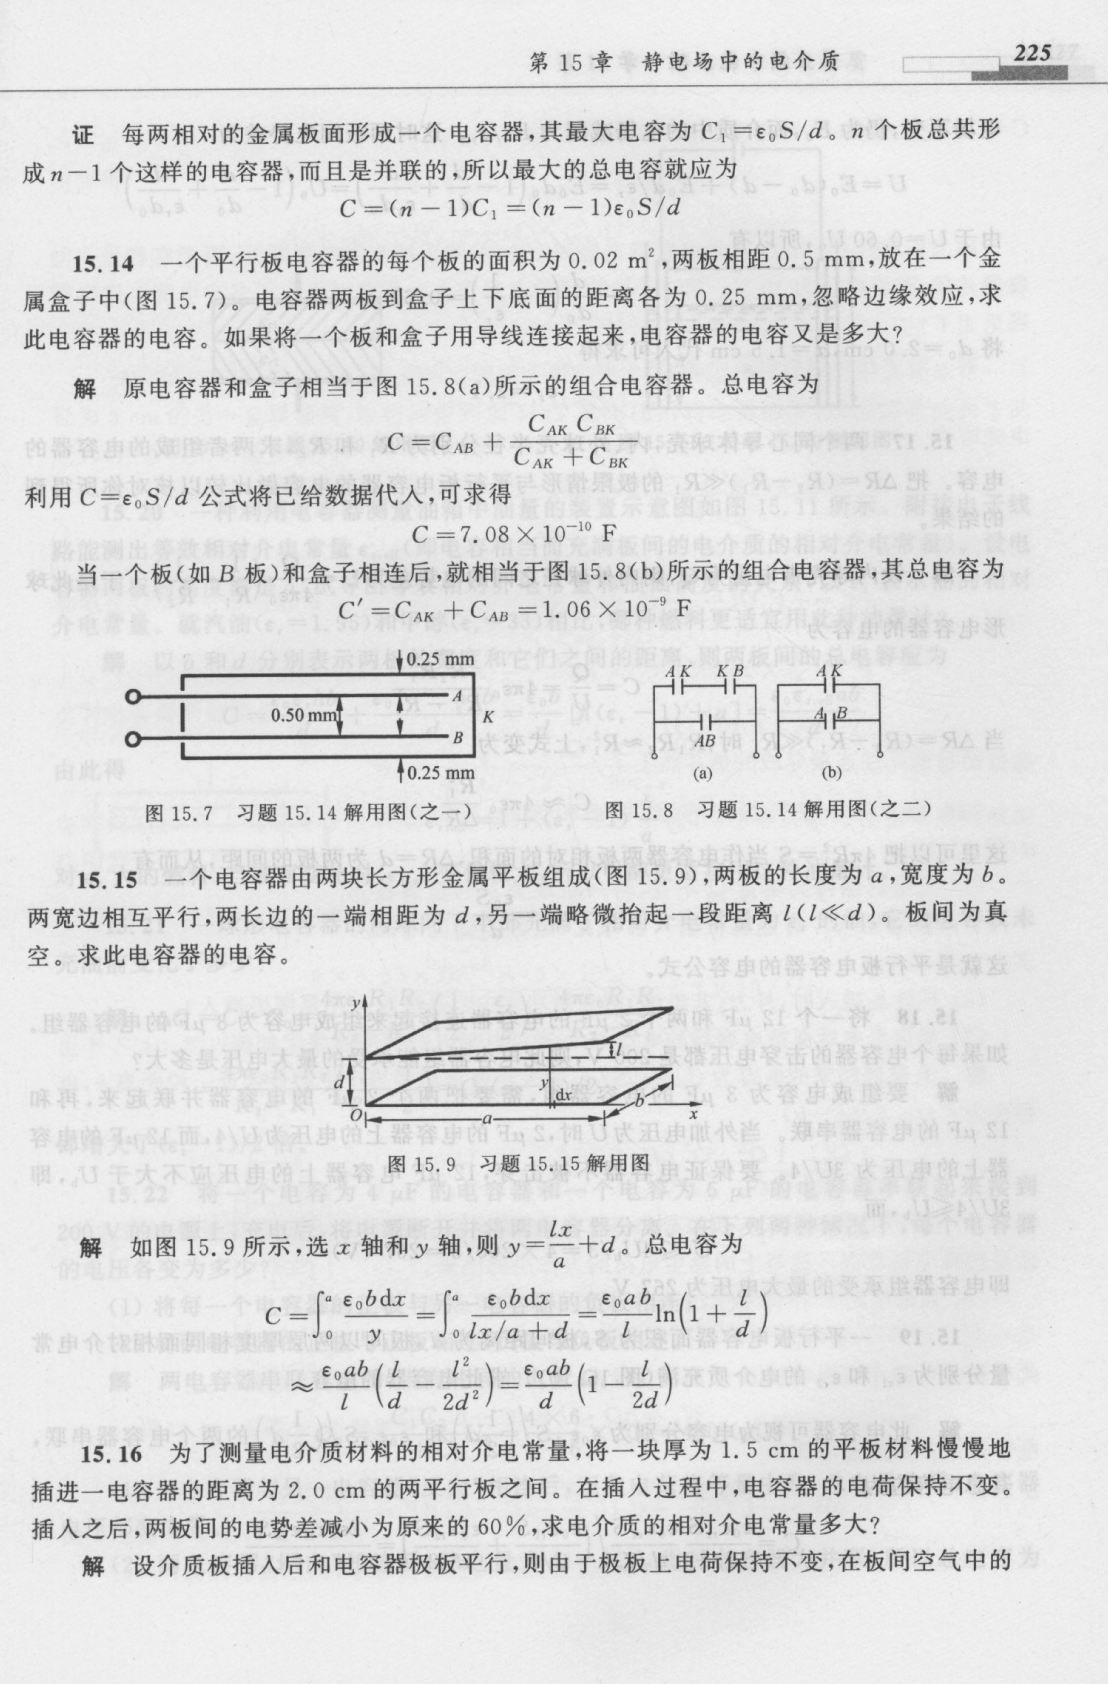 第 15 章 静电场中的电介质
225
证 每两相对的金属板面形成一个电容器,其最大电容为 C₁=ε₀S/d。n 个板总共形
成 n-1 个这样的电容器,而且是并联的,所以最大的总电容就应为
C=(n-1)C₁=(n-1)ε₀S/d
15.14 一个平行板电容器的每个板的面积为 0.02 m²,两板相距 0.5 mm,放在一个金
属盒子中(图 15.7)。电容器两板到盒子上下底面的距离各为 0.25 mm,忽略边缘效应,求
此电容器的电容。如果将一个板和盒子用导线连接起来,电容器的电容又是多大?
解 原电容器和盒子相当于图 15.8(a)所示的组合电容器。总电容为
C=C_{AB}+\frac{C_{AK}C_{BK}}{C_{AK}+C_{BK}}
利用 C=ε₀S/d 公式将已给数据代入,可求得
C=7.08×10⁻¹⁰ F
当一个板(如 B 板)和盒子相连后,就相当于图 15.8(b)所示的组合电容器,其总电容为
C'=C_{AK}+C_{AB}=1.06×10⁻⁹ F
0.25 mm
A
0.50 mm
K
B
0.25 mm
AK KB
AB
(a)
AK
AB
(b)
图 15.7 习题 15.14 解用图(之一)
图 15.8 习题 15.14 解用图(之二)
15.15 一个电容器由两块长方形金属平板组成(图 15.9),两板的长度为 a,宽度为 b。
两宽边相互平行,两长边的一端相距为 d,另一端略微抬起一段距离 l(l≪d)。板间为真
空。求此电容器的电容。
y
l
d
y
dx
b
O
a
x
图 15.9 习题 15.15 解用图
解 如图 15.9 所示,选 x 轴和 y 轴,则 y=\frac{lx}{a}+d。总电容为
C=\int_0^a\frac{ε₀bdx}{y}=\int_0^a\frac{ε₀bdx}{lx/a+d}=\frac{ε₀ab}{l}ln(1+\frac{l}{d})
≈\frac{ε₀ab}{l}(\frac{l}{d}-\frac{l²}{2d²})=\frac{ε₀ab}{d}(1-\frac{l}{2d})
15.16 为了测量电介质材料的相对介电常量,将一块厚为 1.5 cm 的平板材料慢慢地
插进一电容器的距离为 2.0 cm 的两平行板之间。在插入过程中,电容器的电荷保持不变。
插入之后,两板间的电势差减小为原来的 60%,求电介质的相对介电常量多大?
解 设介质板插入后和电容器极板平行,则由于极板上电荷保持不变,在板间空气中的